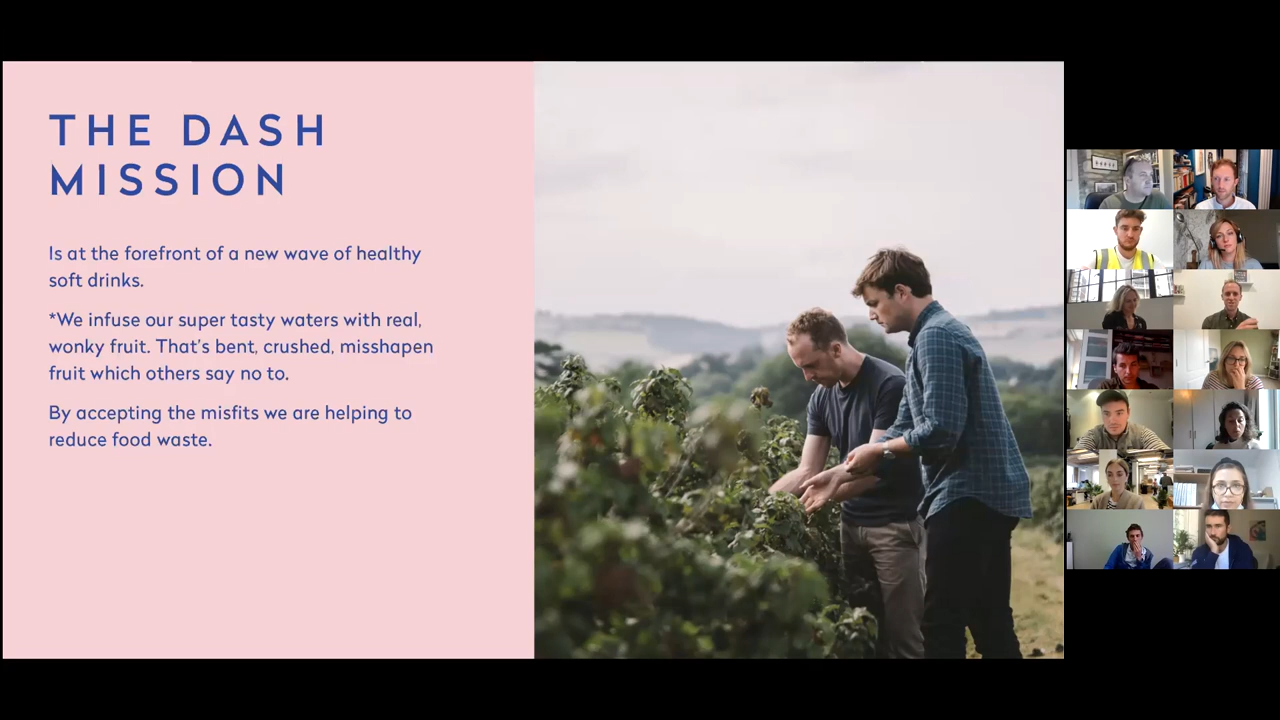 THE DASH
MISSION
Is at the forefront of a new wave of healthy
soft drinks.
*We infuse our super tasty waters with real,
wonky fruit. That's bent, crushed, misshapen
fruit which others say no to.
By accepting the misfits we are helping to
reduce food waste.